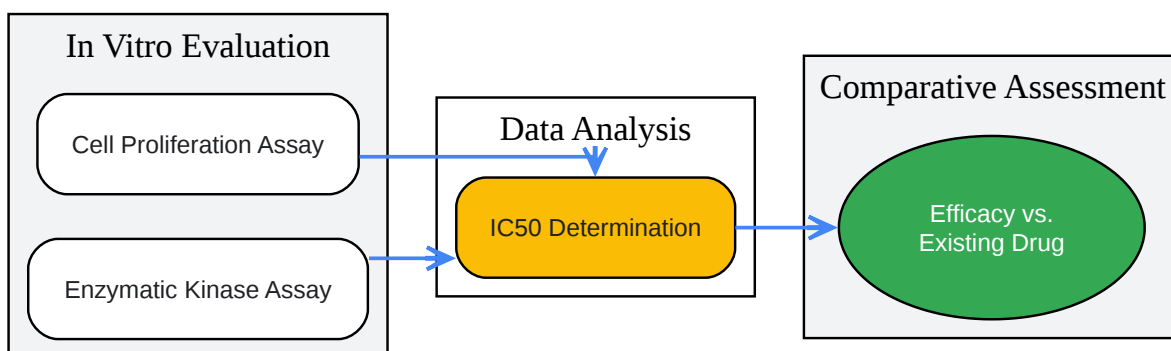 In Vitro Evaluation
Cell Proliferation Assay
Enzymatic Kinase Assay
Data Analysis
IC50 Determination
Comparative Assessment
Efficacy vs.
Existing Drug